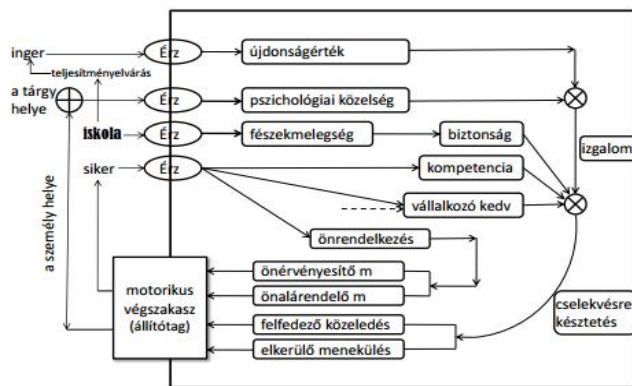 inger
Érz
újdonságérték
teljesítményelvárás
a tárgy
helye
Érz
pszichológiai közelség
iskola
Érz
fészekmelegség
biztonság
izgalom
siker
Érz
kompetencia
vállalkozó kedv
a személy helye
önrendelkezés
motorikus
végszakasz
(állítótag)
önérvényesítő m
önalárendelő m
felfedező közeledés
elkerülő menekülés
cselekvésre
késztetés